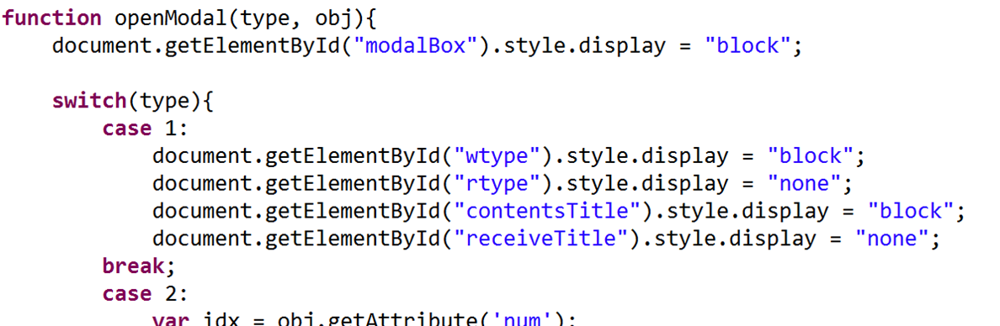 function openModal(type, obj){
    document.getElementById("modalBox").style.display = "block";

    switch(type){
        case 1:
            document.getElementById("wtype").style.display = "block";
            document.getElementById("rtype").style.display = "none";
            document.getElementById("contentsTitle").style.display = "block";
            document.getElementById("receiveTitle").style.display = "none";
        break;
        case 2:
            var idx = obj.getAttribute('num');